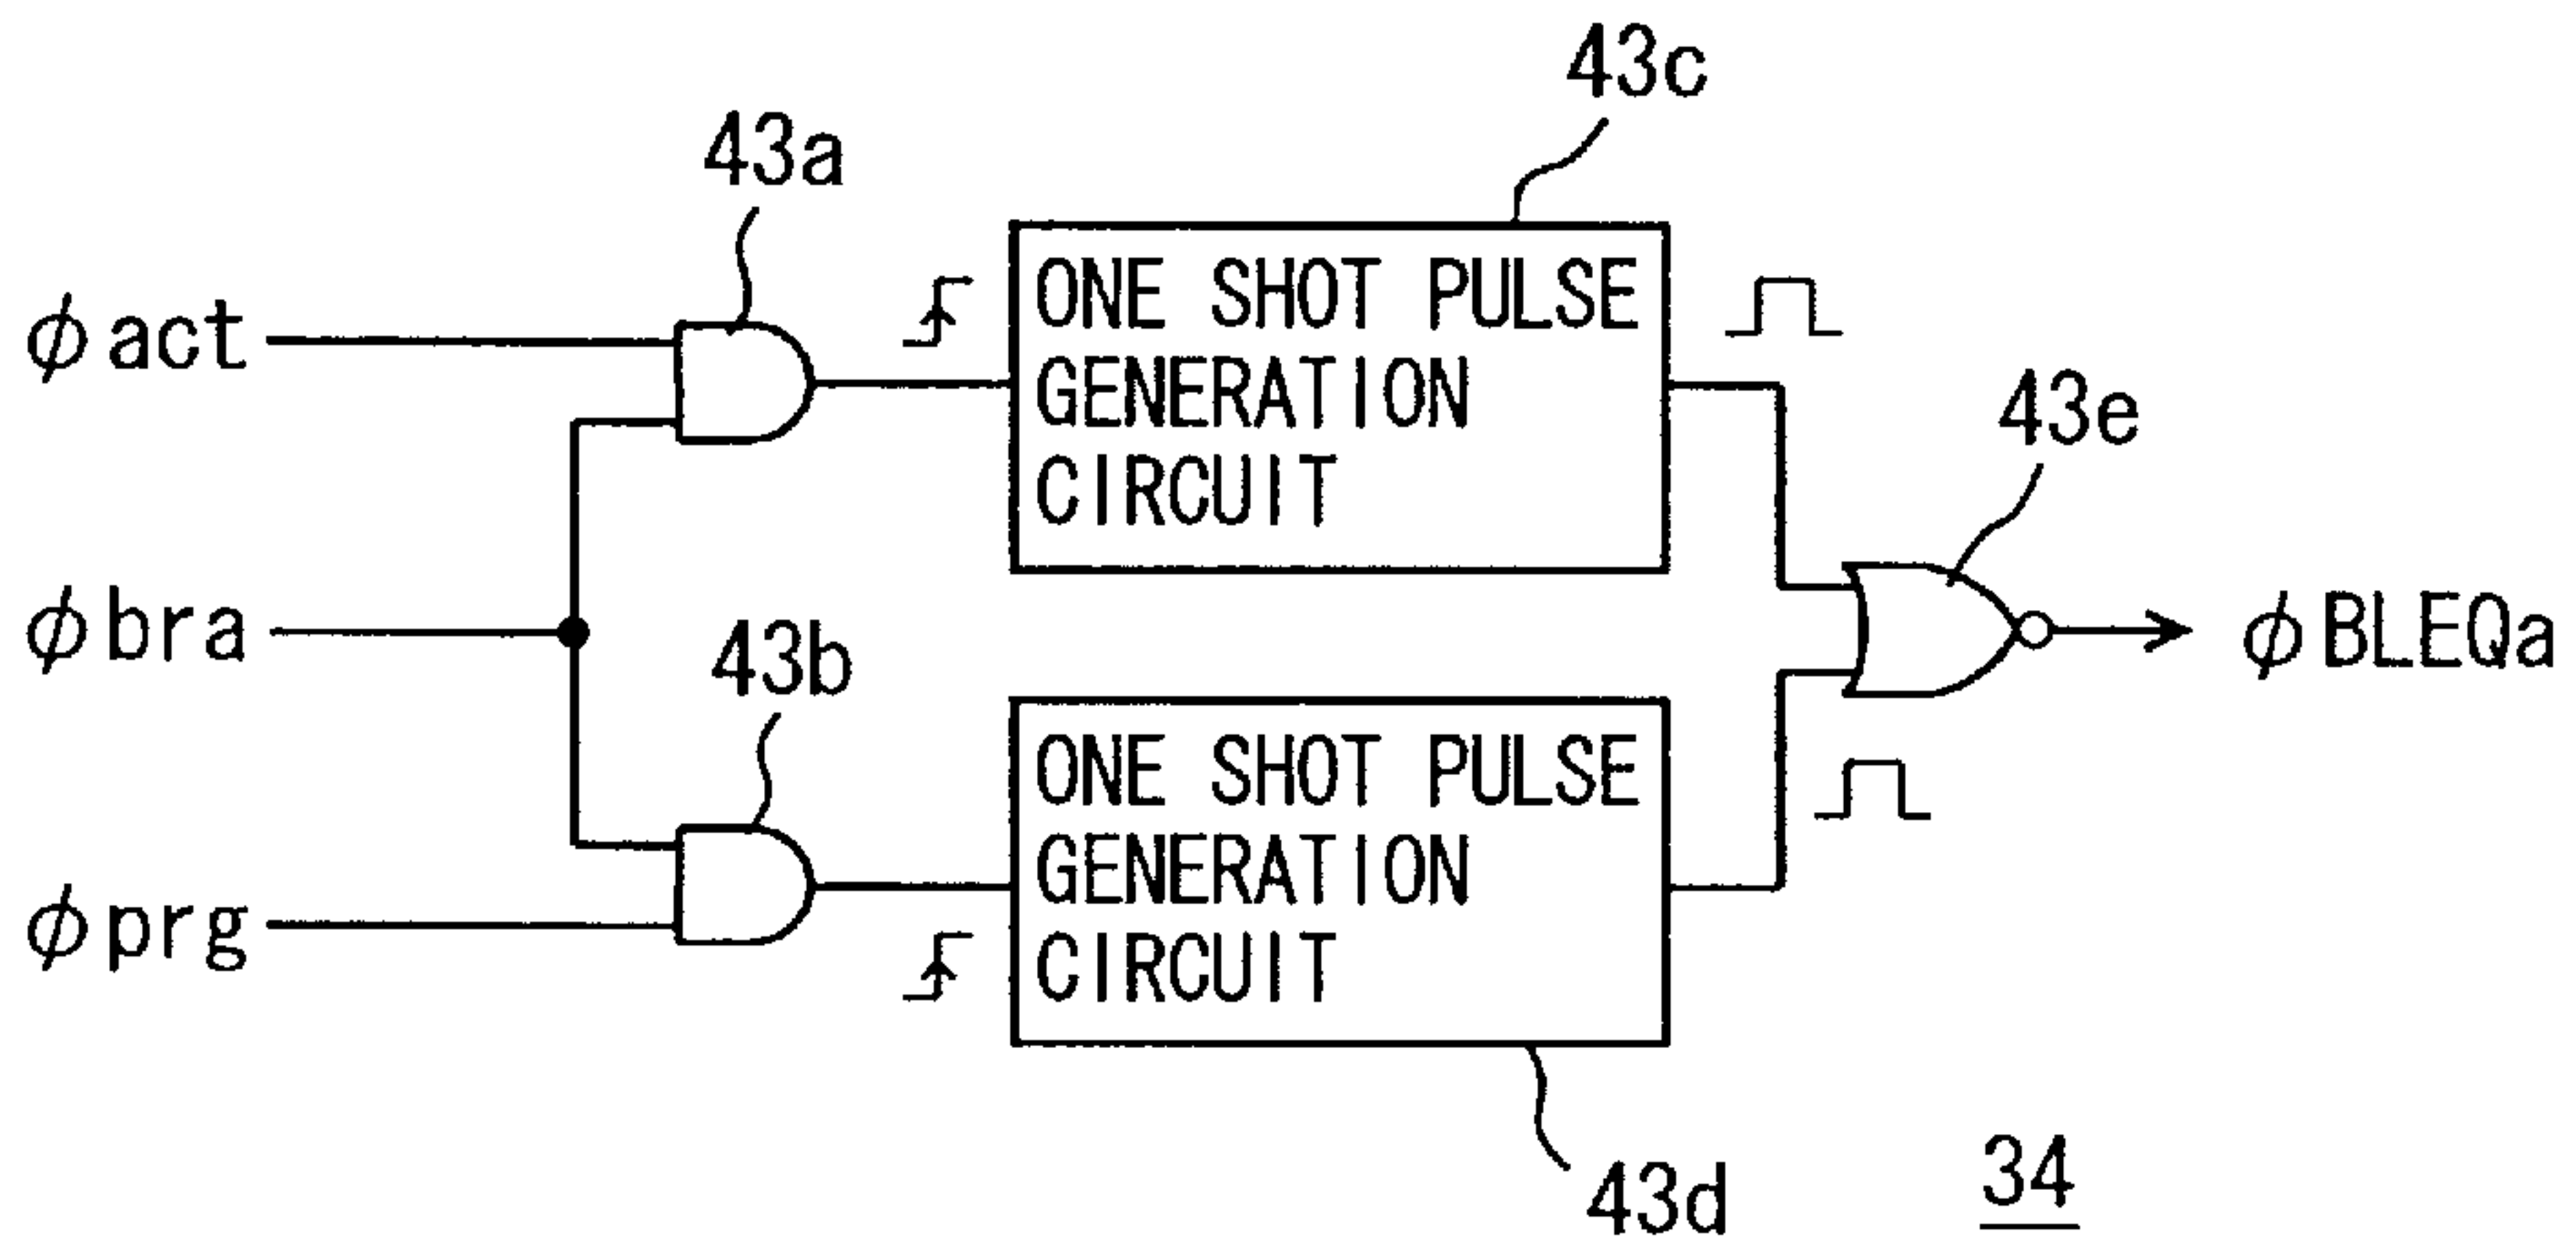 43c
43a
ONE SHOT PULSE
GENERATION
CIRCUIT
φact
43e
φbra
φBLEQa
43b
ONE SHOT PULSE
GENERATION
CIRCUIT
φprg
43d
34